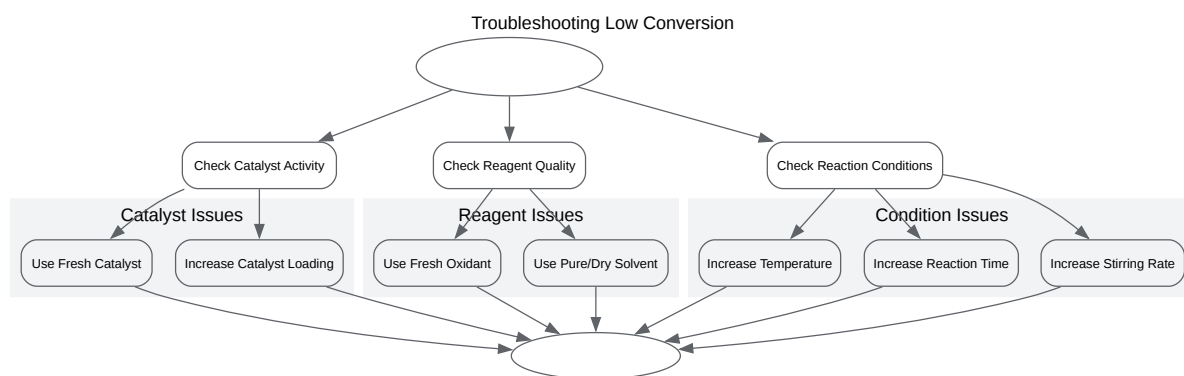 Troubleshooting Low Conversion
Check Catalyst Activity
Check Reagent Quality
Check Reaction Conditions
Catalyst Issues
Reagent Issues
Condition Issues
Use Fresh Catalyst
Increase Catalyst Loading
Use Fresh Oxidant
Use Pure/Dry Solvent
Increase Temperature
Increase Reaction Time
Increase Stirring Rate